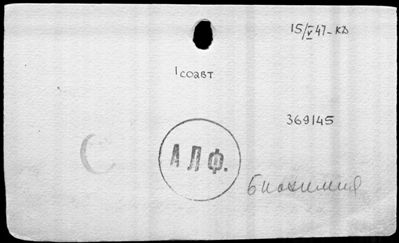 15/V 47-КД
1 соавт
369145
С
АЛФ.
биохимия